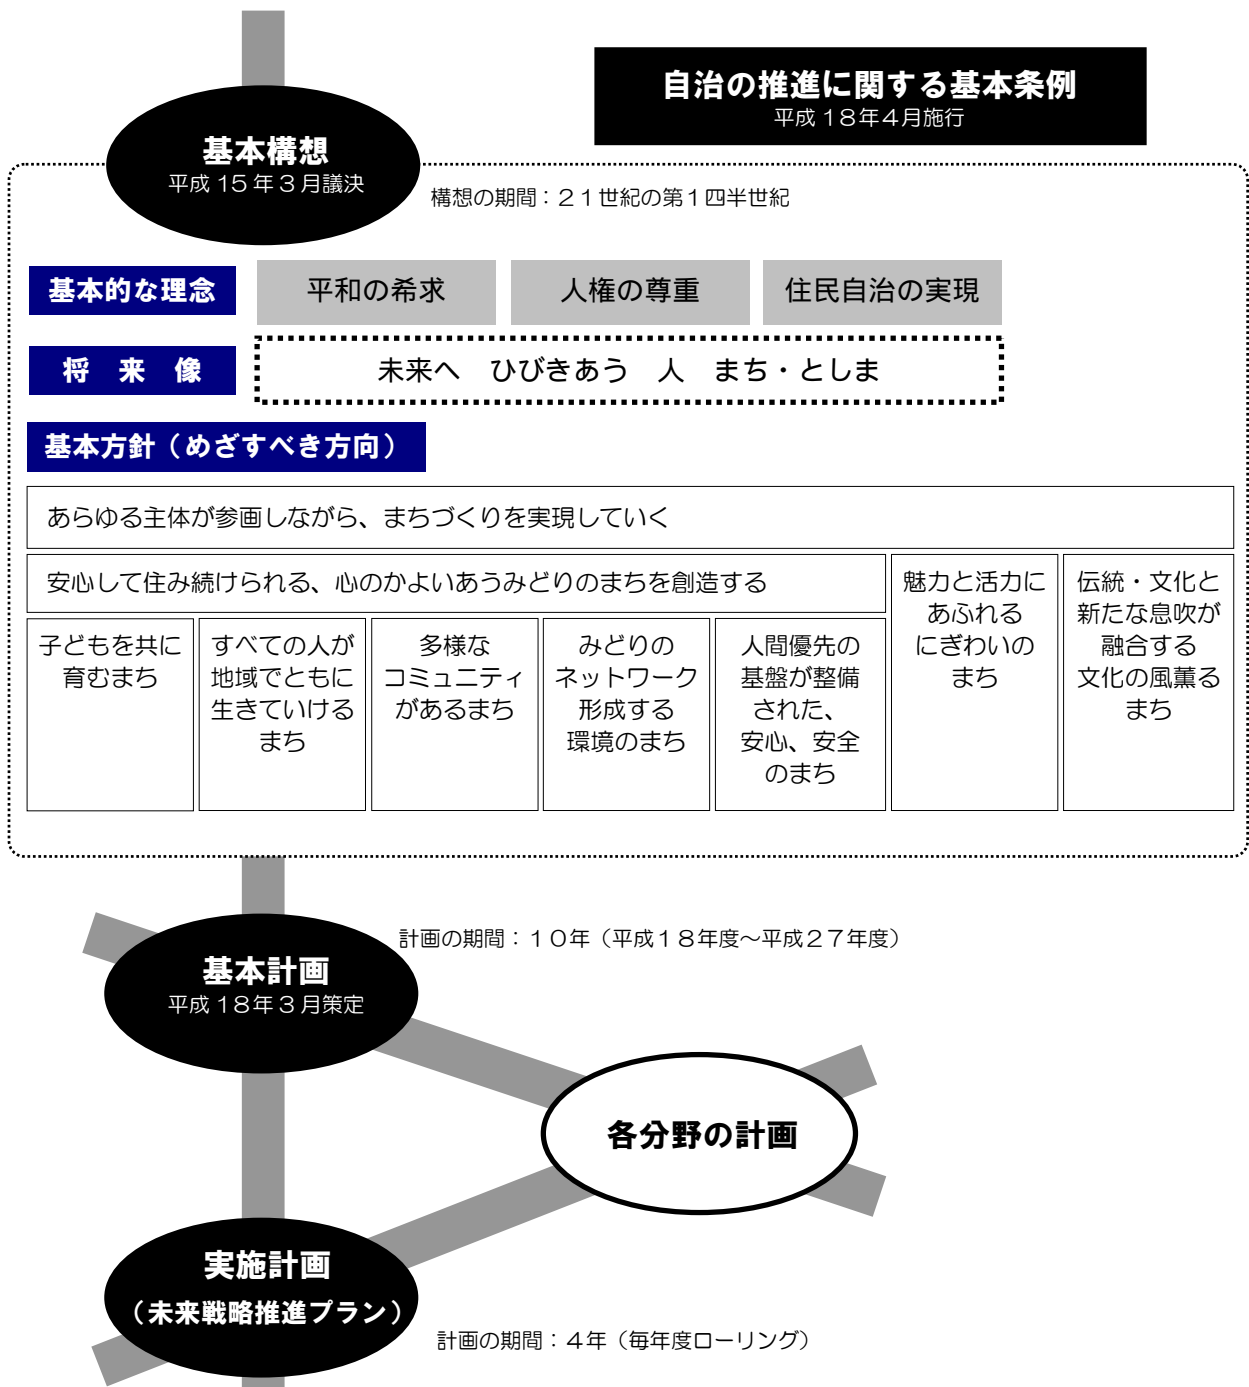 自治の推進に関する基本条例
平成18年4月施行
基本構想
平成15年3月議決
構想の期間：21世紀の第1四半世紀
基本的な理念
平和の希求
人権の尊重
住民自治の実現
将 来 像
未来へ ひびきあう 人 まち・としま
基本方針（めざすべき方向）
あらゆる主体が参画しながら、まちづくりを実現していく
安心して住み続けられる、心のかよいあうみどりのまちを創造する
子どもを共に
育むまち
すべての人が
地域でともに
生きていける
まち
多様な
コミュニティ
があるまち
みどりの
ネットワーク
形成する
環境のまち
人間優先の
基盤が整備
された、
安心、安全
のまち
魅力と活力に
あふれる
にぎわいの
まち
伝統・文化と
新たな息吹が
融合する
文化の風薫る
まち
計画の期間：10年（平成18年度～平成27年度）
基本計画
平成18年3月策定
各分野の計画
実施計画
（未来戦略推進プラン）
計画の期間：4年（毎年度ローリング）